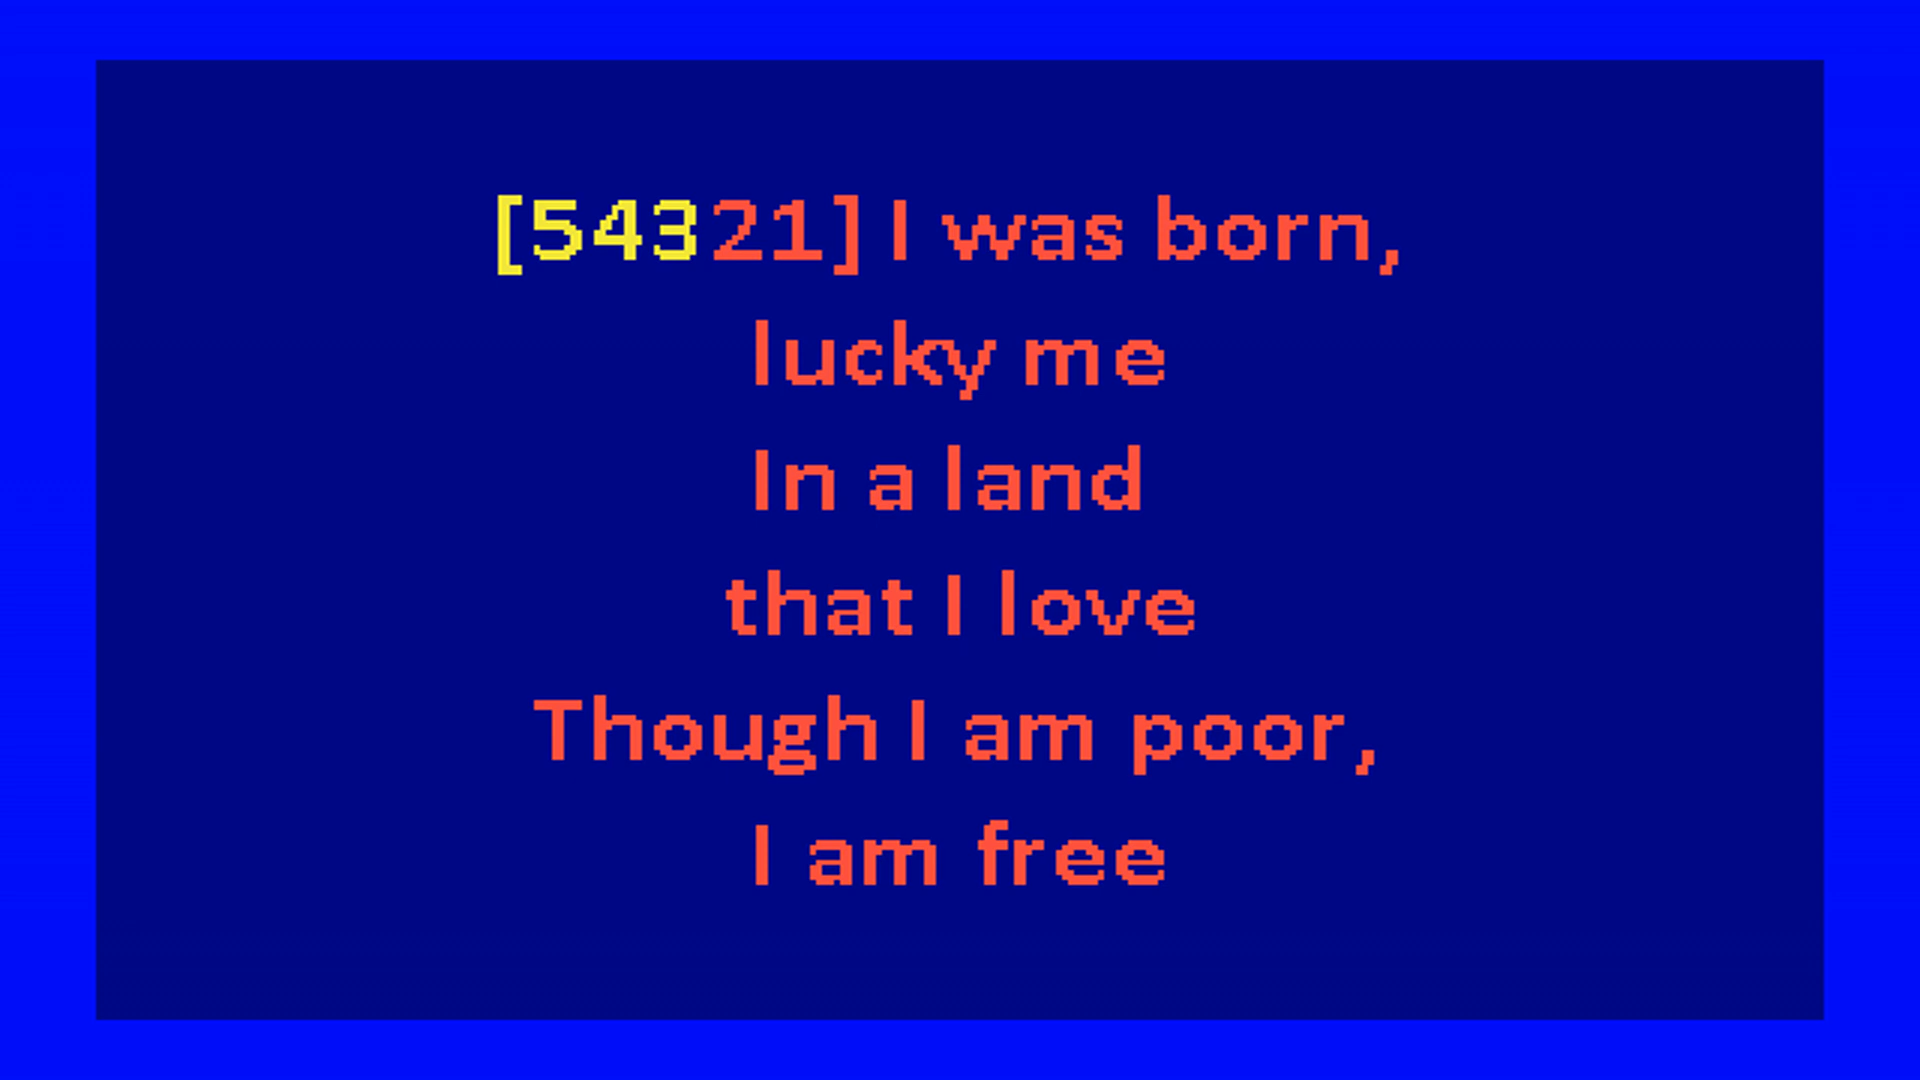 [54321] I was born,
lucky me
In a land
that I love
Though I am poor,
I am free